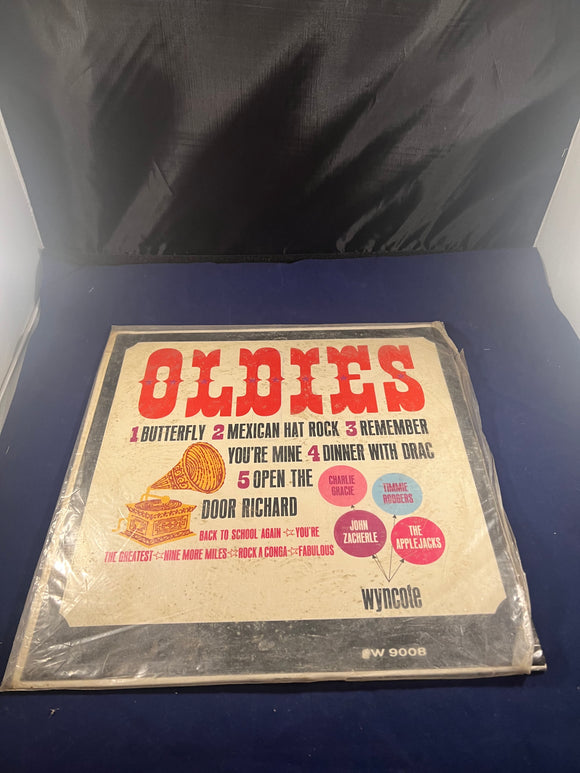 OLDIES
1 BUTTERFLY 2 MEXICAN HAT ROCK 3 REMEMBER
YOU'RE MINE 4 DINNER WITH DRAC
5 OPEN THE
DOOR RICHARD
BACK TO SCHOOL AGAIN ☆ YOU'RE
THE GREATEST ☆ NINE MORE MILES ☆ ROCK A CONGA ☆ FABULOUS
CHARLIE
GRACIE
TIMMIE
RODGERS
JOHN
ZACHERLE
THE
APPLEJACKS
wyncote
SW 9008